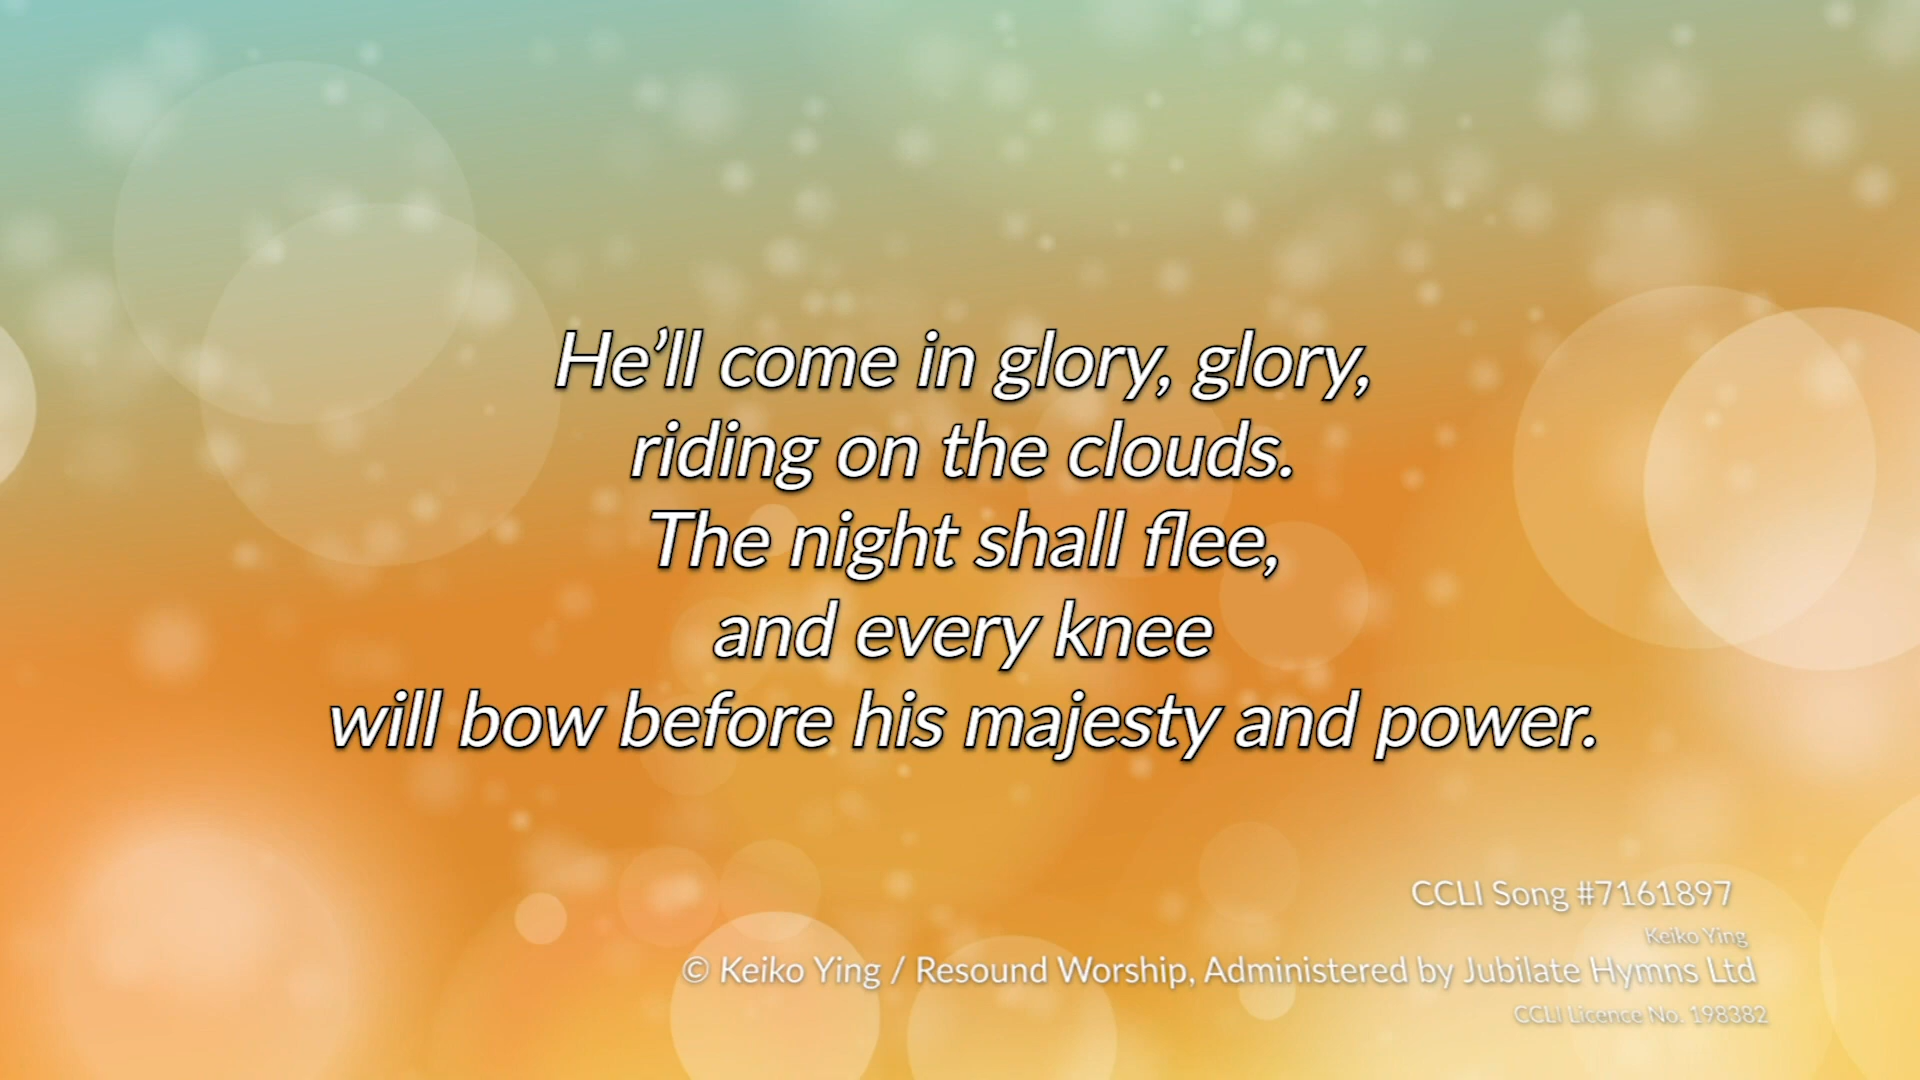 He’ll come in glory, glory,
riding on the clouds.
The night shall flee,
and every knee
will bow before his majesty and power.
CCLI Song #7161897
Keiko Ying
© Keiko Ying / Resound Worship, Administered by Jubilate Hymns Ltd
CCLI Licence No. 198382